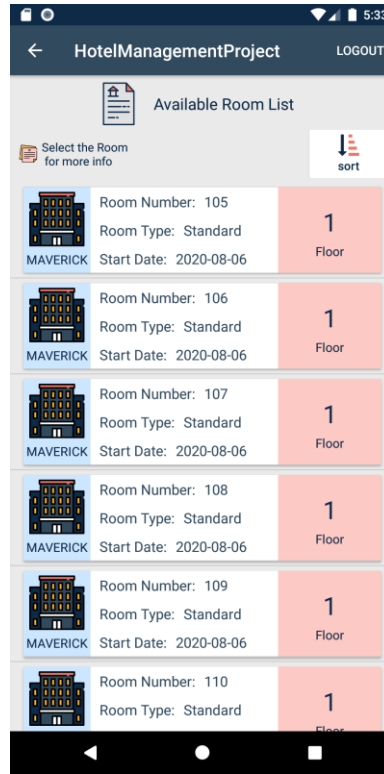 5:33
HotelManagementProject
LOGOUT
Available Room List
Select the Room
for more info
sort
Room Number: 105
Room Type: Standard
MAVERICK Start Date: 2020-08-06
1
Floor
Room Number: 106
Room Type: Standard
MAVERICK Start Date: 2020-08-06
1
Floor
Room Number: 107
Room Type: Standard
MAVERICK Start Date: 2020-08-06
1
Floor
Room Number: 108
Room Type: Standard
MAVERICK Start Date: 2020-08-06
1
Floor
Room Number: 109
Room Type: Standard
MAVERICK Start Date: 2020-08-06
1
Floor
Room Number: 110
Room Type: Standard
1
Floor